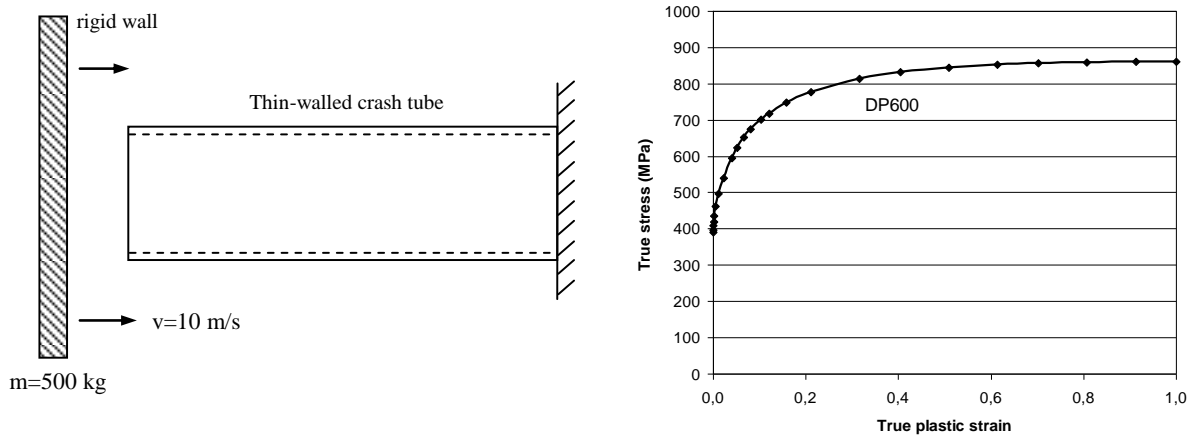 rigid wall
Thin-walled crash tube
v=10 m/s
m=500 kg
1000
900
800
700
600
500
400
300
200
100
0
True stress (MPa)
DP600
0,0 0,2 0,4 0,6 0,8 1,0
True plastic strain